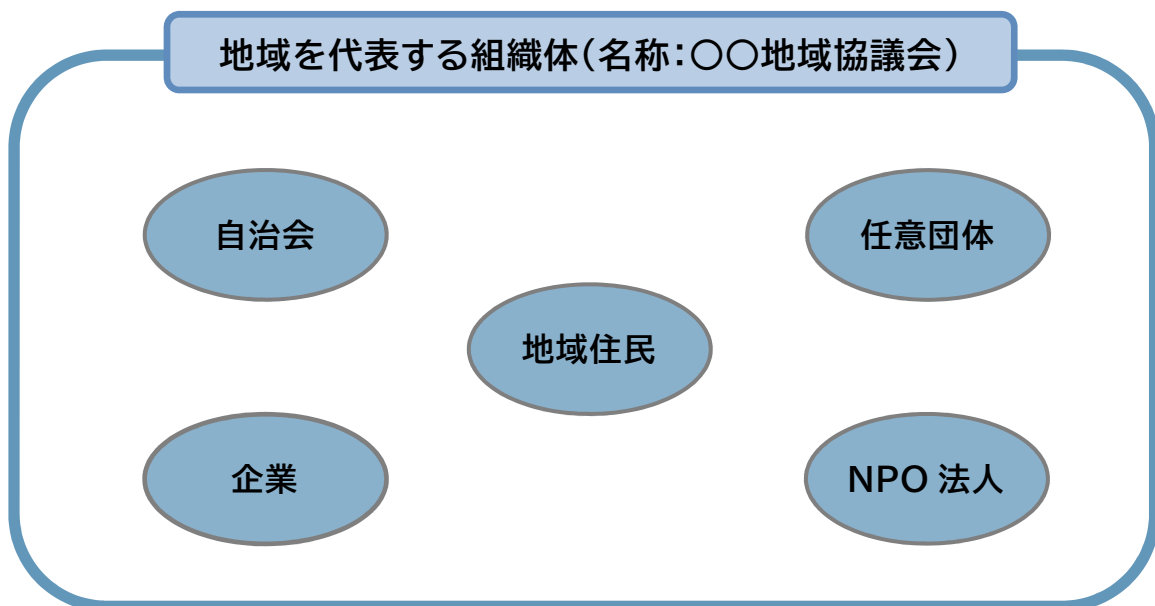 地域を代表する組織体(名称:〇〇地域協議会)
自治会
任意団体
地域住民
企業
NPO 法人